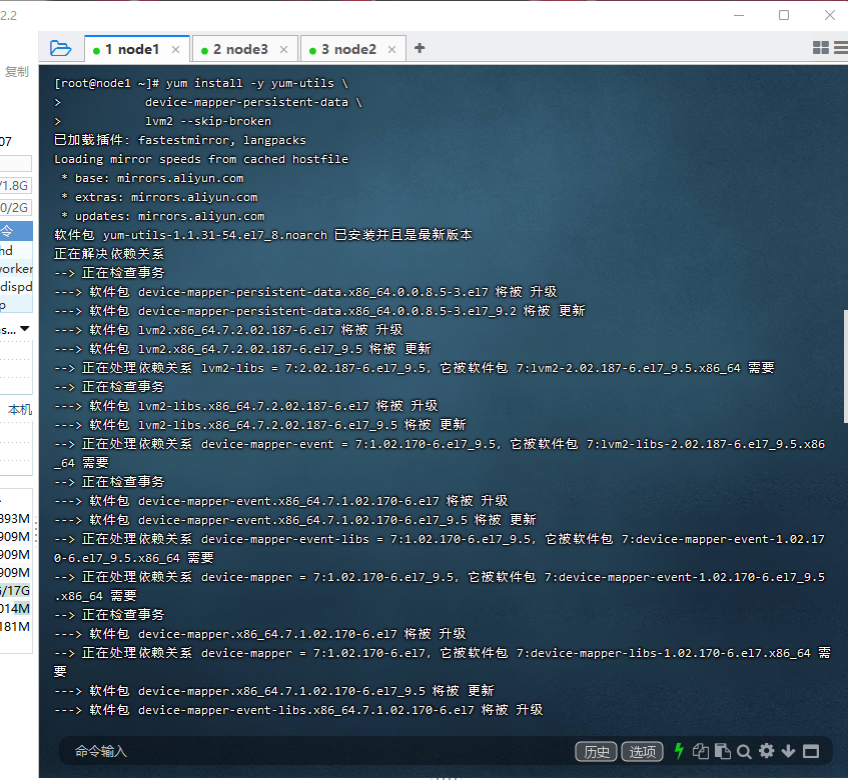 2.2
1 node1
2 node3
3 node2
复制
07
/1.8G
0/2G
令
hd
worker
dispd
p
s...
本机
893M
909M
909M
909M
/17G
014M
181M
[root@node1 ~]# yum install -y yum-utils \
> device-mapper-persistent-data \
> lvm2 --skip-broken
已加载插件：fastestmirror, langpacks
Loading mirror speeds from cached hostfile
* base: mirrors.aliyun.com
* extras: mirrors.aliyun.com
* updates: mirrors.aliyun.com
软件包 yum-utils-1.1.31-54.el7_8.noarch 已安装并且是最新版本
正在解决依赖关系
--> 正在检查事务
---> 软件包 device-mapper-persistent-data.x86_64.0.0.8.5-3.el7 将被 升级
---> 软件包 device-mapper-persistent-data.x86_64.0.0.8.5-3.el7_9.2 将被 更新
---> 软件包 lvm2.x86_64.7.2.02.187-6.el7 将被 升级
---> 软件包 lvm2.x86_64.7.2.02.187-6.el7_9.5 将被 更新
--> 正在处理依赖关系 lvm2-libs = 7:2.02.187-6.el7_9.5，它被软件包 7:lvm2-2.02.187-6.el7_9.5.x86_64 需要
--> 正在检查事务
---> 软件包 lvm2-libs.x86_64.7.2.02.187-6.el7 将被 升级
---> 软件包 lvm2-libs.x86_64.7.2.02.187-6.el7_9.5 将被 更新
--> 正在处理依赖关系 device-mapper-event = 7:1.02.170-6.el7_9.5，它被软件包 7:lvm2-libs-2.02.187-6.el7_9.5.x86
_64 需要
--> 正在检查事务
---> 软件包 device-mapper-event.x86_64.7.1.02.170-6.el7 将被 升级
---> 软件包 device-mapper-event.x86_64.7.1.02.170-6.el7_9.5 将被 更新
--> 正在处理依赖关系 device-mapper-event-libs = 7:1.02.170-6.el7_9.5，它被软件包 7:device-mapper-event-1.02.17
0-6.el7_9.5.x86_64 需要
--> 正在处理依赖关系 device-mapper = 7:1.02.170-6.el7_9.5，它被软件包 7:device-mapper-event-1.02.170-6.el7_9.5
.x86_64 需要
--> 正在检查事务
---> 软件包 device-mapper.x86_64.7.1.02.170-6.el7 将被 升级
--> 正在处理依赖关系 device-mapper = 7:1.02.170-6.el7，它被软件包 7:device-mapper-libs-1.02.170-6.el7.x86_64 需
要
---> 软件包 device-mapper.x86_64.7.1.02.170-6.el7_9.5 将被 更新
---> 软件包 device-mapper-event-libs.x86_64.7.1.02.170-6.el7 将被 升级
命令输入
历史
选项